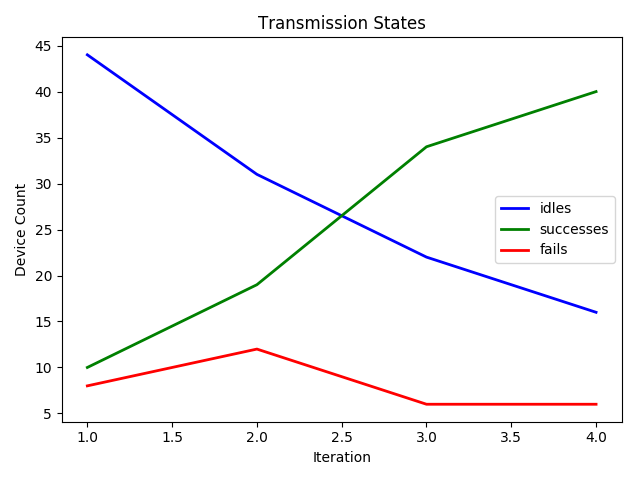 Transmission States
45
40
35
30
25
20
15
10
5
Device Count
idles
successes
fails
1.0 1.5 2.0 2.5 3.0 3.5 4.0
Iteration